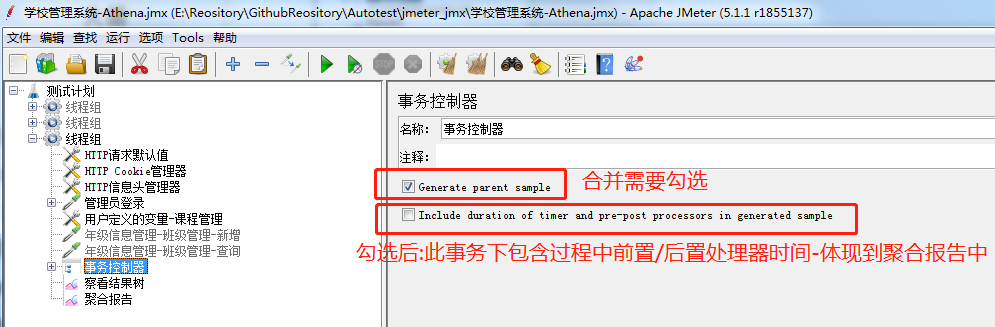 学校管理系统-Athena.jmx (E:\Reository\GithubReository\Autotest\jmeter_jmx\学校管理系统-Athena.jmx) - Apache JMeter (5.1.1 r1855137)
文件 编辑 查找 运行 选项 Tools 帮助
测试计划
线程组
线程组
线程组
HTTP请求默认值
HTTP Cookie管理器
HTTP信息头管理器
管理员登录
用户定义的变量-课程管理
年级信息管理-班级管理-新增
年级信息管理-班级管理-查询
事务控制器
察看结果树
聚合报告
事务控制器
名称： 事务控制器
注释：
Generate parent sample 合并需要勾选
Include duration of timer and pre-post processors in generated sample
勾选后:此事务下包含过程中前置/后置处理器时间-体现到聚合报告中